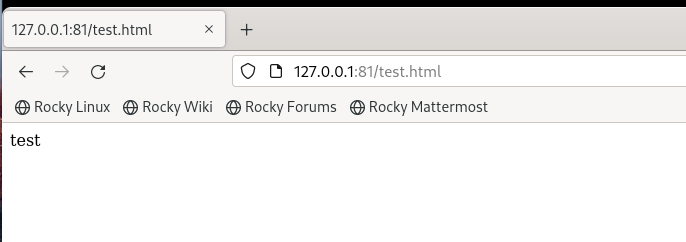 127.0.0.1:81/test.html
127.0.0.1:81/test.html
Rocky Linux Rocky Wiki Rocky Forums Rocky Mattermost
test